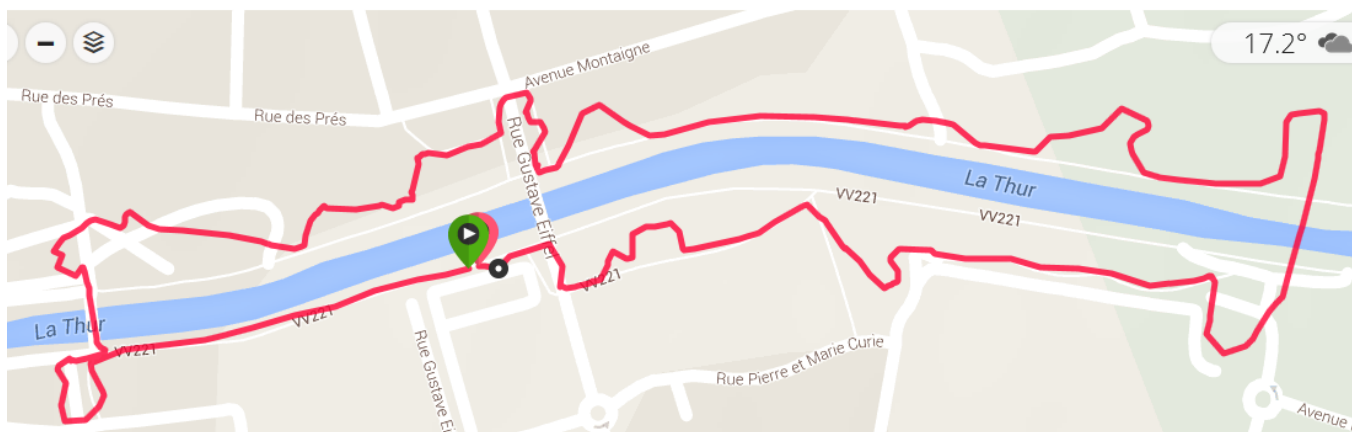 17.2°
Avenue Montaigne
Rue des Prés
Rue des Prés
Rue Gustave Eiffel
La Thur
VV221
VV221
VV221
La Thur
VV221
VV221
Rue Gustave Eif
Rue Pierre et Marie Curie
Avenue